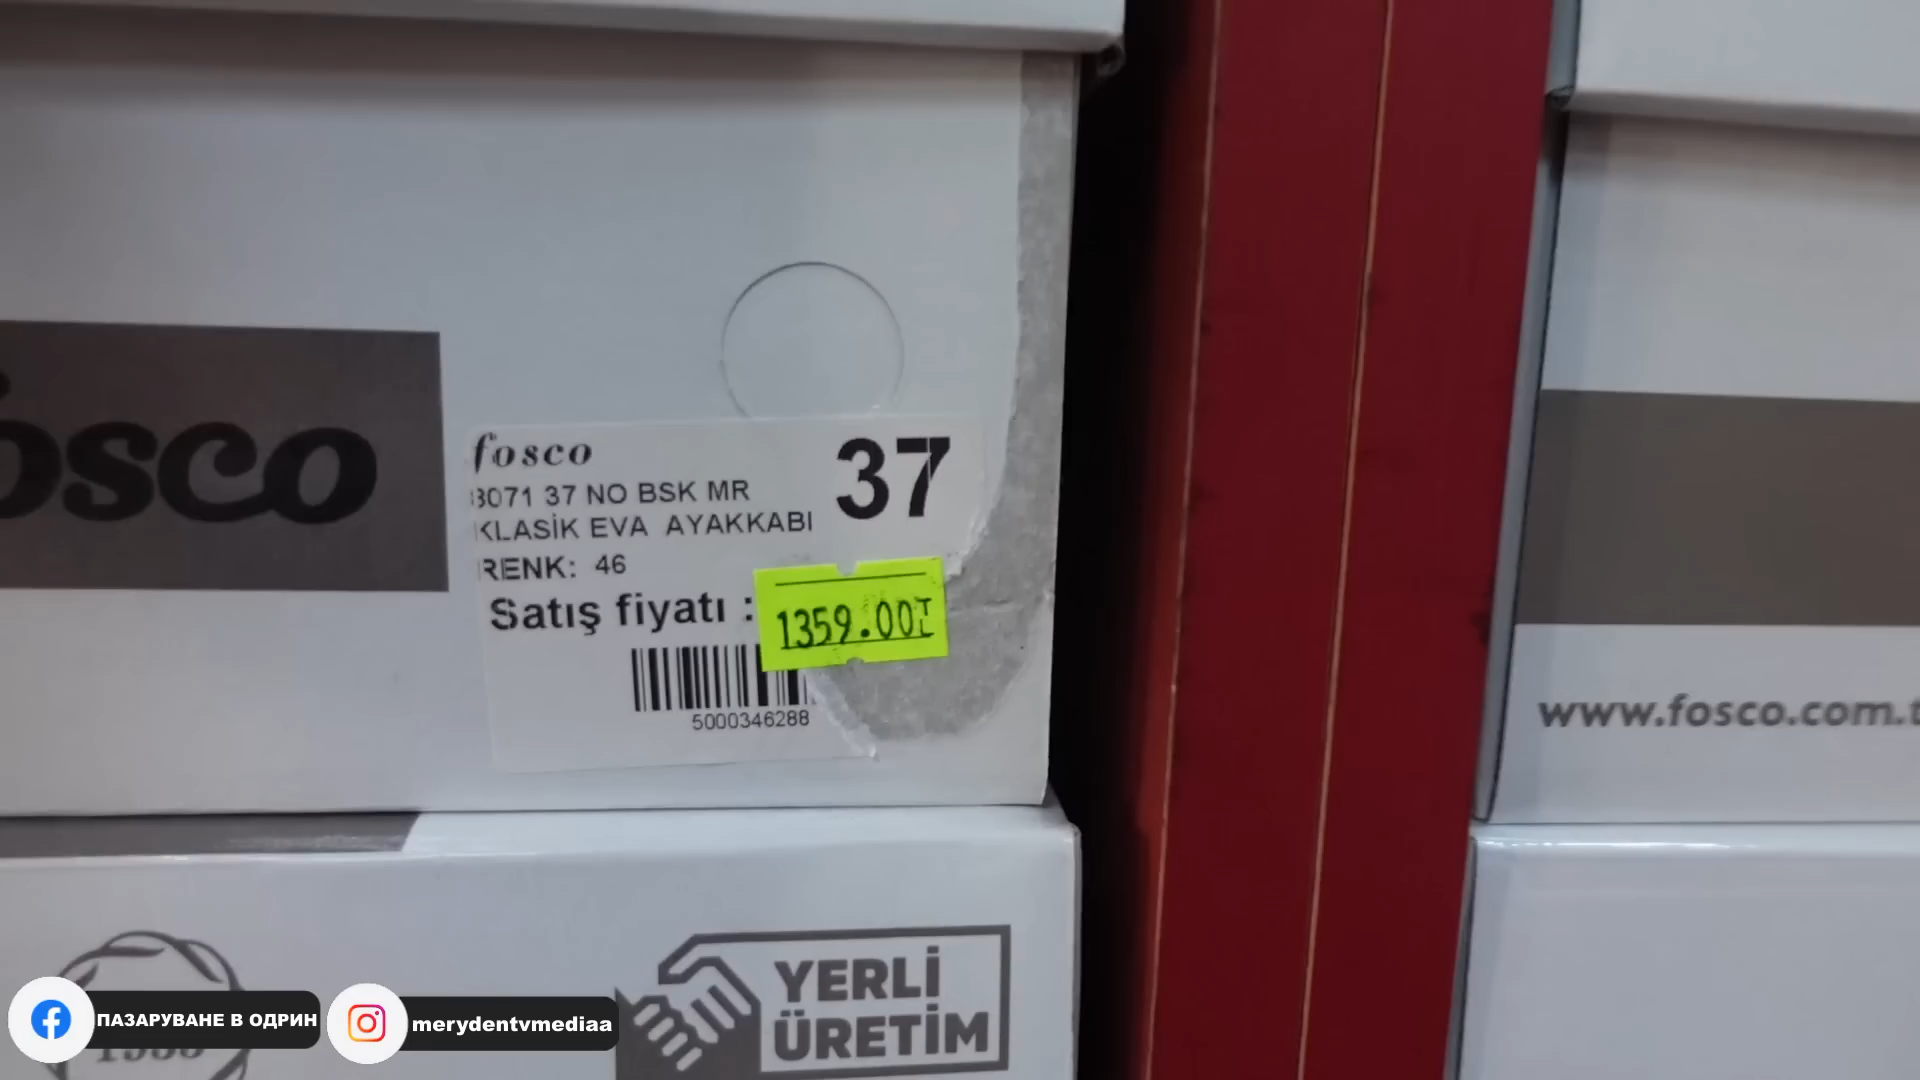 fosco
fosco
37
3071 37 NO BSK MR
KLASİK EVA AYAKKABI
RENK: 46
Satış fiyatı :
1359.00TL
5000346288
www.fosco.com.t
YERLİ
ÜRETİM
ПАЗАРУВАНЕ В ОДРИН
merydentvmediaa